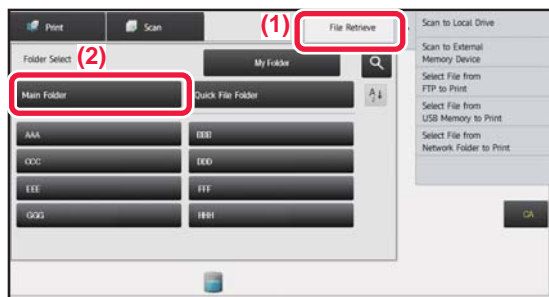 Print
Scan
(1)
File Retrieve
Folder Select
(2)
My Folder
Main Folder
Quick File Folder
AAA
BBB
CCC
DDD
EEE
FFF
GGG
HHH
Scan to Local Drive
Scan to External
Memory Device
Select File from
FTP to Print
Select File from
USB Memory to Print
Select File from
Network Folder to Print
CA